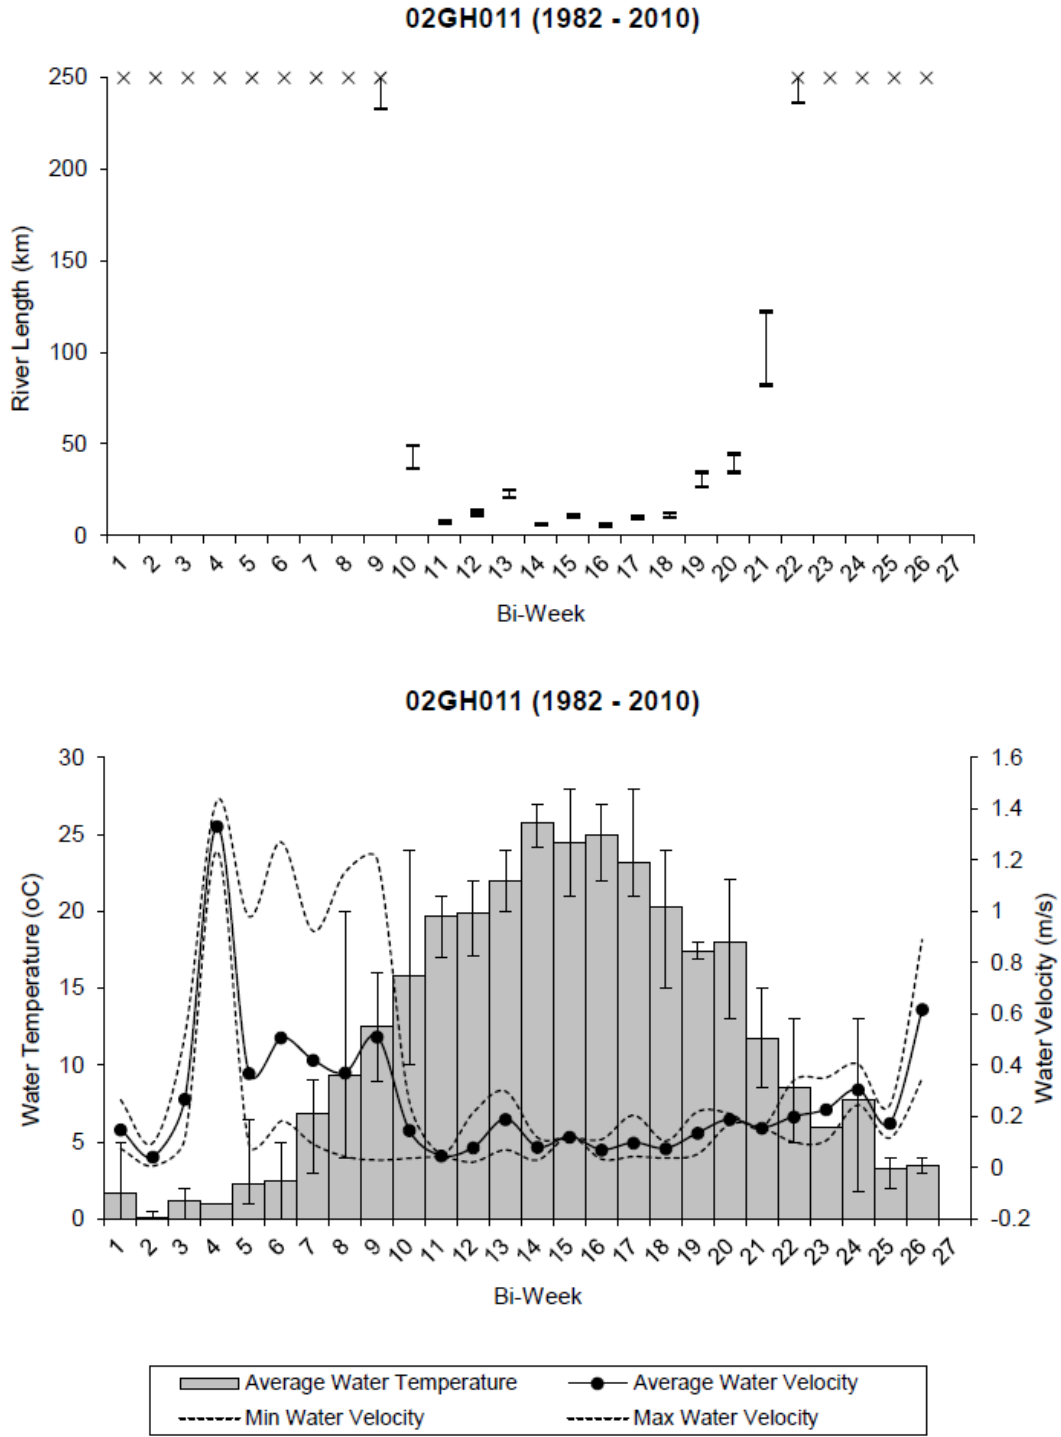 02GH011 (1982 - 2010)
250
200
150
100
50
0
River Length (km)
1 2 3 4 5 6 7 8 9 10 11 12 13 14 15 16 17 18 19 20 21 22 23 24 25 26 27
Bi-Week
02GH011 (1982 - 2010)
30
25
20
15
10
5
0
Water Temperature (oC)
1.6
1.4
1.2
1
0.8
0.6
0.4
0.2
0
-0.2
Water Velocity (m/s)
1 2 3 4 5 6 7 8 9 10 11 12 13 14 15 16 17 18 19 20 21 22 23 24 25 26 27
Bi-Week
Average Water Temperature
Average Water Velocity
Min Water Velocity
Max Water Velocity